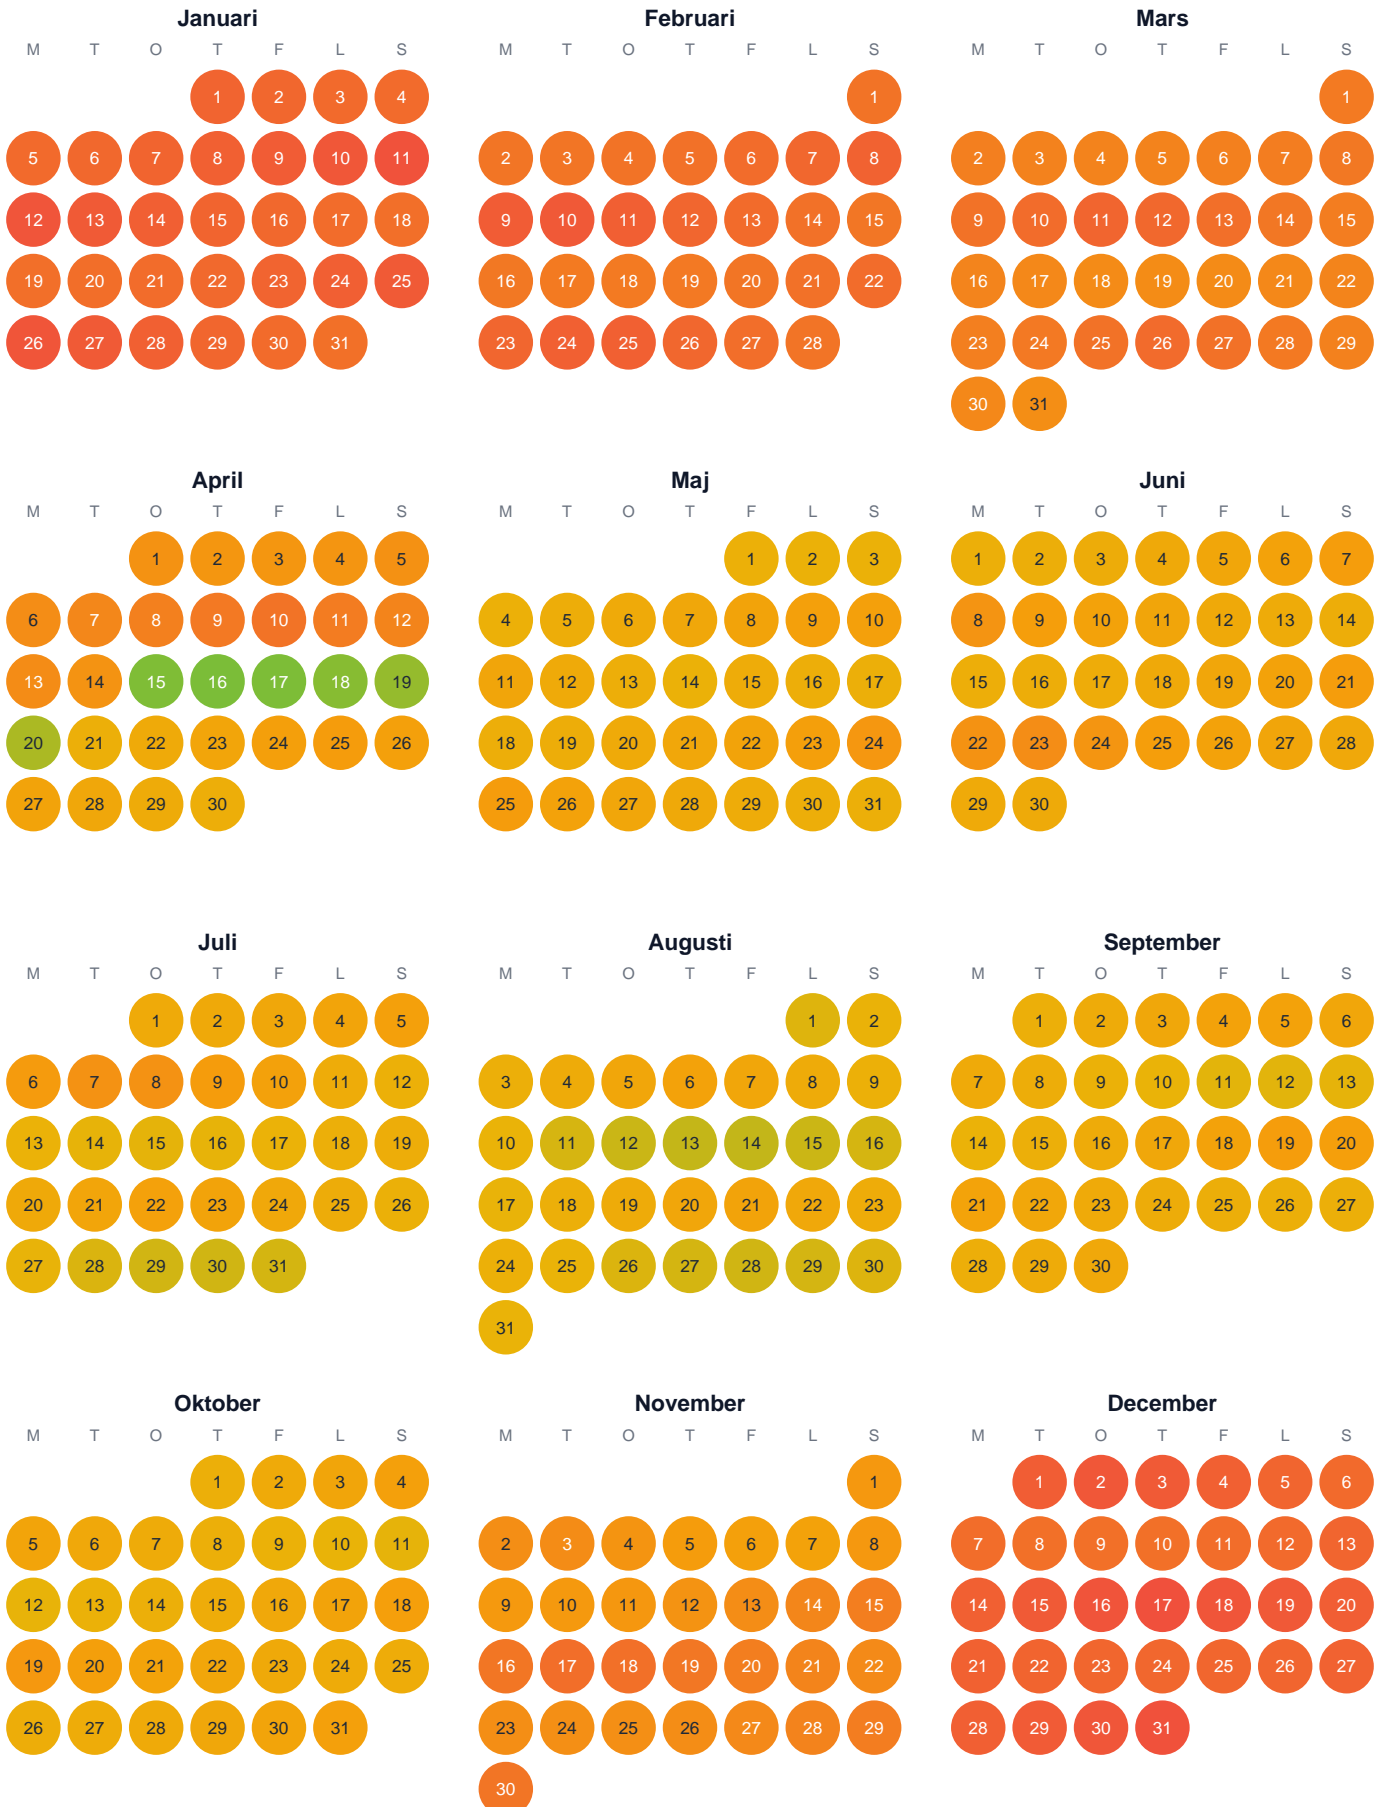 Januari Februari Mars
M T O T F L S M T O T F L S M T O T F L S
1 2 3 4 1 1
5 6 7 8 9 10 11 2 3 4 5 6 7 8 2 3 4 5 6 7 8
12 13 14 15 16 17 18 9 10 11 12 13 14 15 9 10 11 12 13 14 15
19 20 21 22 23 24 25 16 17 18 19 20 21 22 16 17 18 19 20 21 22
26 27 28 29 30 31 23 24 25 26 27 28 23 24 25 26 27 28 29
30 31
April Maj Juni
M T O T F L S M T O T F L S M T O T F L S
1 2 3 4 5 1 2 3 1 2 3 4 5 6 7
6 7 8 9 10 11 12 4 5 6 7 8 9 10 8 9 10 11 12 13 14
13 14 15 16 17 18 19 11 12 13 14 15 16 17 15 16 17 18 19 20 21
20 21 22 23 24 25 26 18 19 20 21 22 23 24 22 23 24 25 26 27 28
27 28 29 30 25 26 27 28 29 30 31 29 30
Juli Augusti September
M T O T F L S M T O T F L S M T O T F L S
1 2 3 4 5 1 2 1 2 3 4 5 6
6 7 8 9 10 11 12 3 4 5 6 7 8 9 7 8 9 10 11 12 13
13 14 15 16 17 18 19 10 11 12 13 14 15 16 14 15 16 17 18 19 20
20 21 22 23 24 25 26 17 18 19 20 21 22 23 21 22 23 24 25 26 27
27 28 29 30 31 24 25 26 27 28 29 30 28 29 30
31
Oktober November December
M T O T F L S M T O T F L S M T O T F L S
1 2 3 4 1 1 2 3 4 5 6
5 6 7 8 9 10 11 2 3 4 5 6 7 8 7 8 9 10 11 12 13
12 13 14 15 16 17 18 9 10 11 12 13 14 15 14 15 16 17 18 19 20
19 20 21 22 23 24 25 16 17 18 19 20 21 22 21 22 23 24 25 26 27
26 27 28 29 30 31 23 24 25 26 27 28 29 28 29 30 31
30